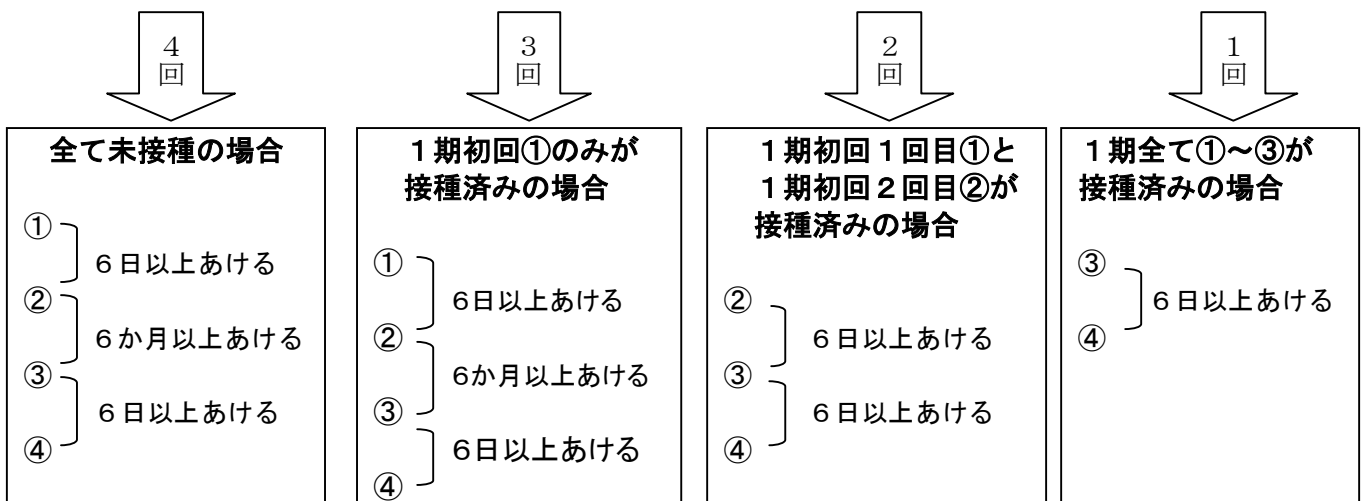 4
回
全て未接種の場合
①
6日以上あける
②
6か月以上あける
③
6日以上あける
④
3
回
1期初回①のみが
接種済みの場合
①
6日以上あける
②
6か月以上あける
③
6日以上あける
④
2
回
1期初回1回目①と
1期初回2回目②が
接種済みの場合
②
6日以上あける
③
6日以上あける
④
1
回
1期全て①~③が
接種済みの場合
③
6日以上あける
④